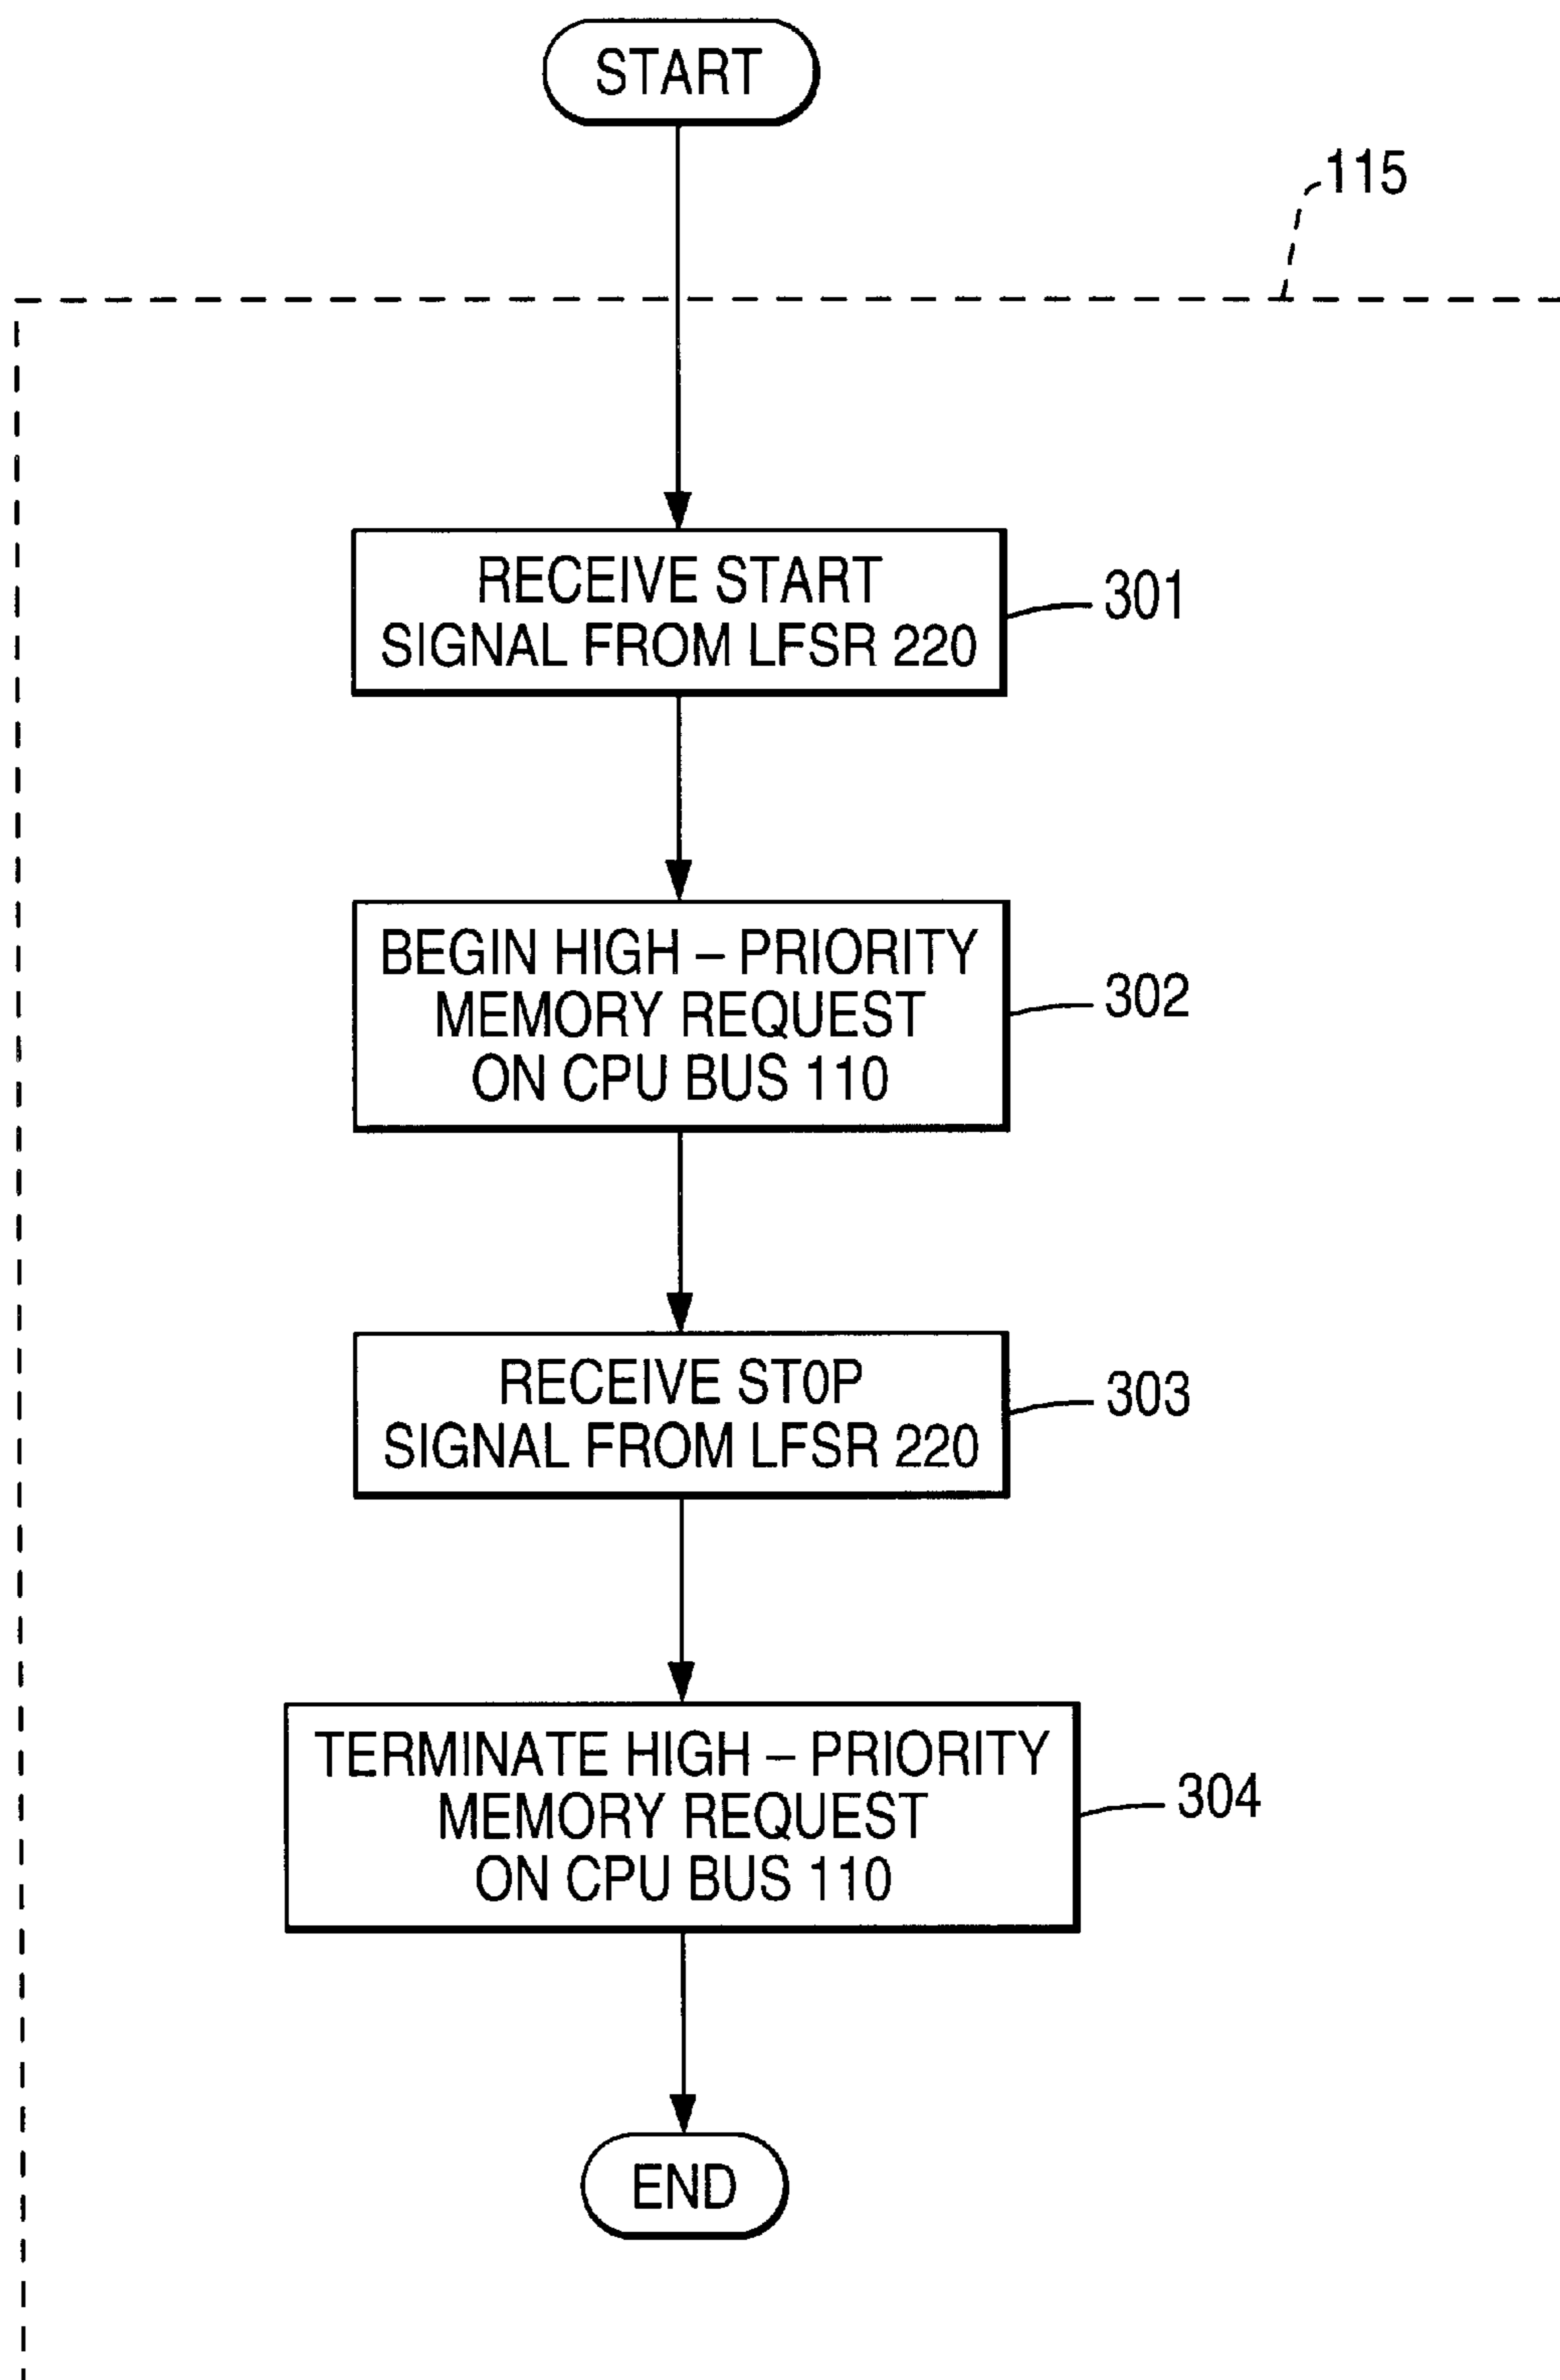 START
115
RECEIVE START
SIGNAL FROM LFSR 220
301
BEGIN HIGH – PRIORITY
MEMORY REQUEST
ON CPU BUS 110
302
RECEIVE ST0P
SIGNAL FROM LFSR 220
303
TERMINATE HIGH – PRIORITY
MEMORY REQUEST
ON CPU BUS 110
304
END